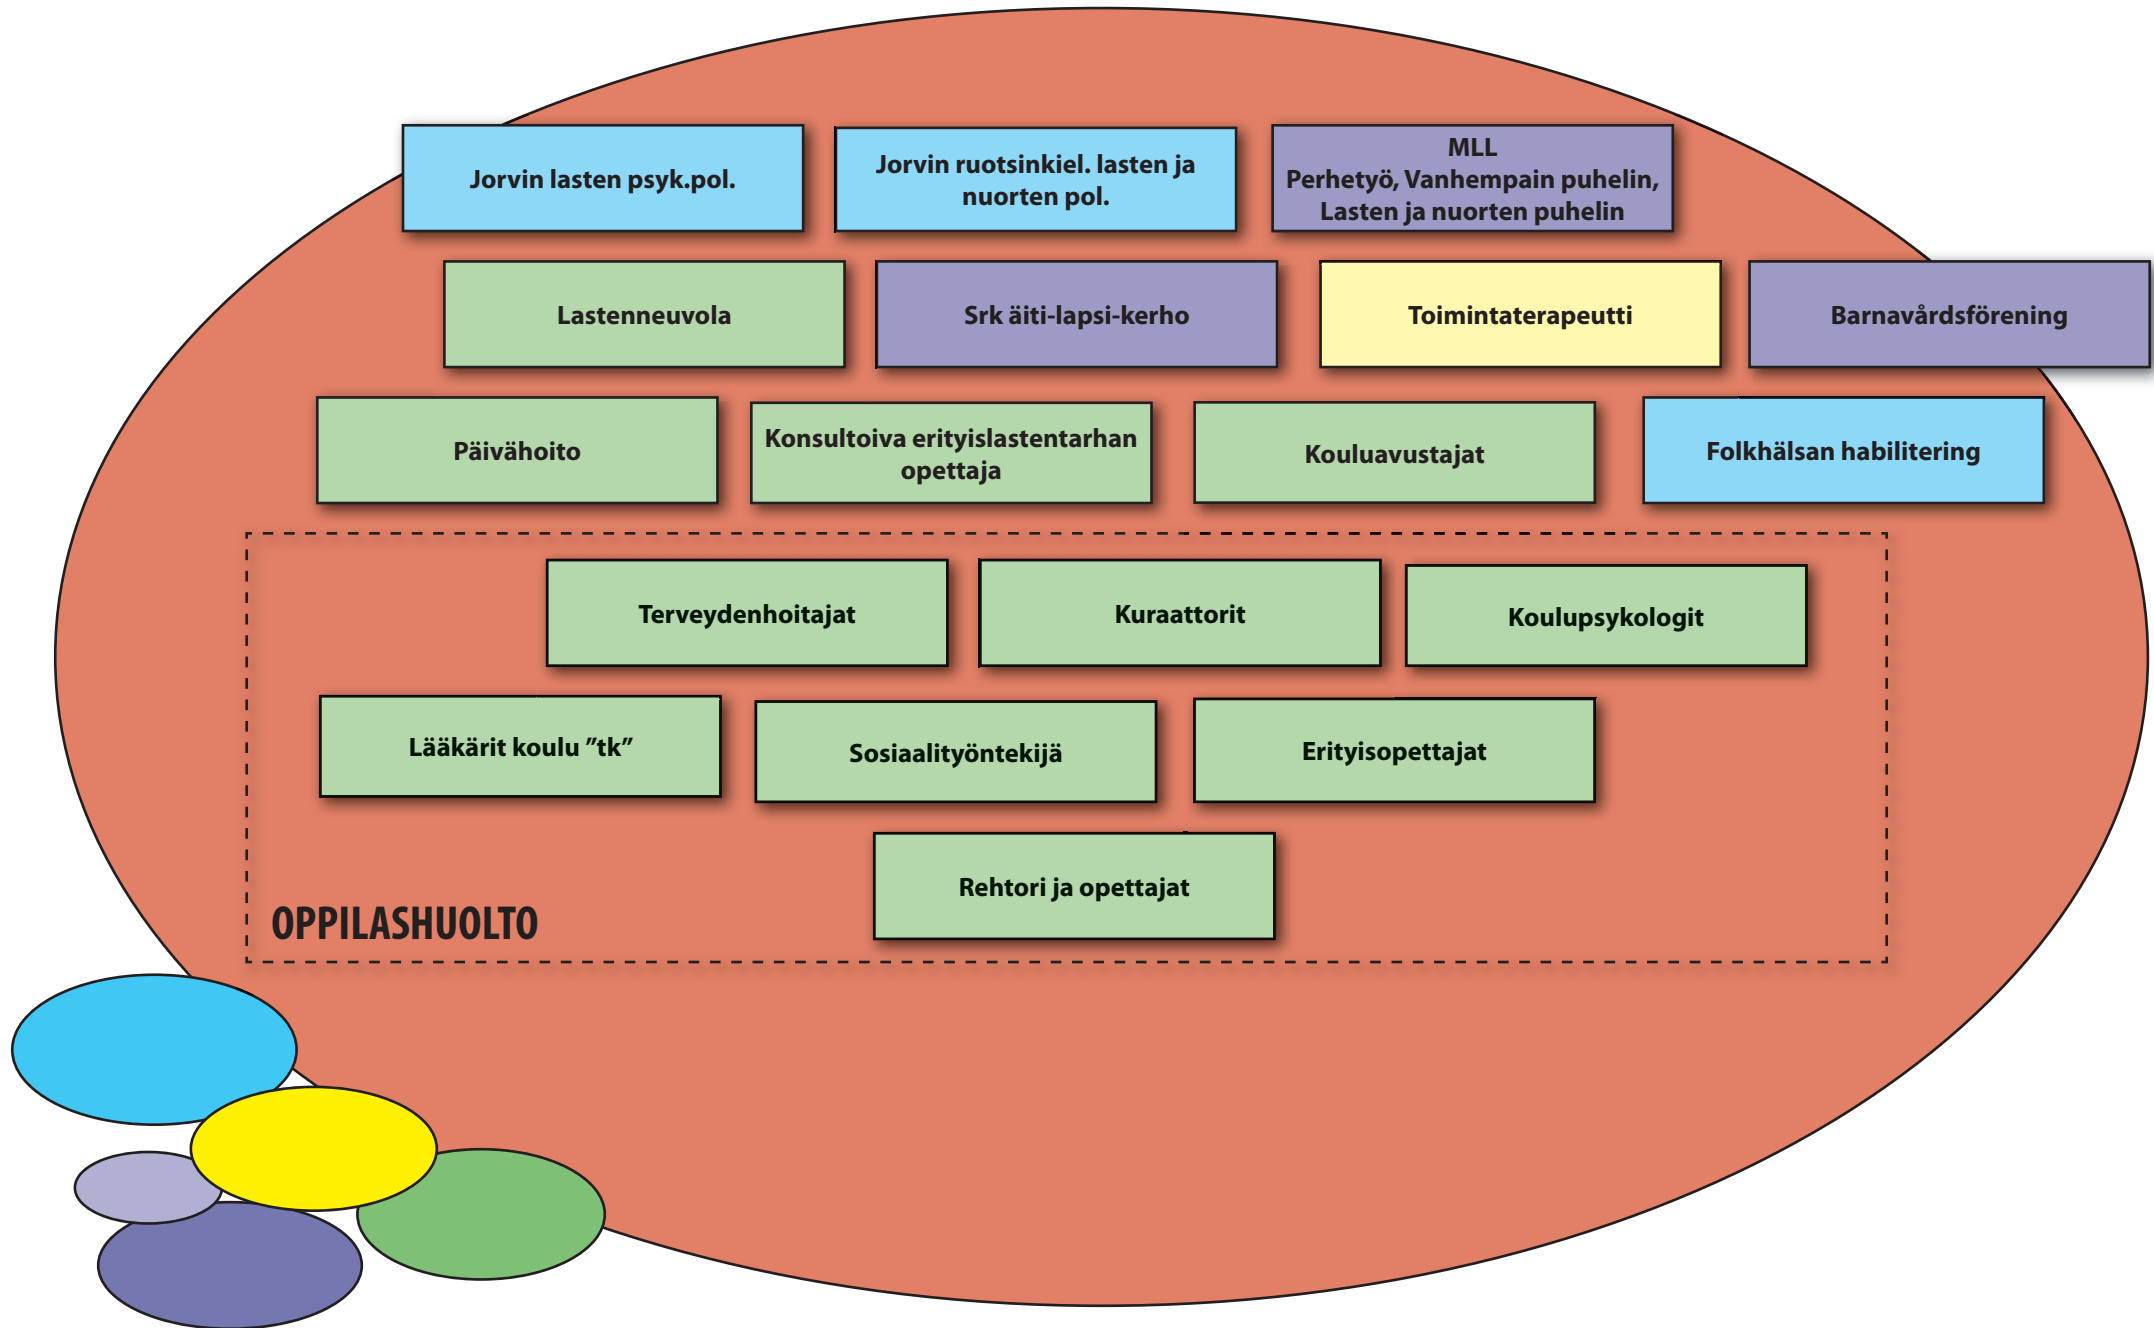 Jorvin lasten psyk.pol.
Jorvin ruotsinkiel. lasten ja
nuorten pol.
MLL
Perhetyö, Vanhempain puhelin,
Lasten ja nuorten puhelin
Lastenneuvola
Srk äiti-lapsi-kerho
Toimintaterapeutti
Barnavårdsförening
Päivähoito
Konsultoiva erityislastentarhan
opettaja
Kouluavustajat
Folkhälsan habilitering
Terveydenhoitajat
Kuraattorit
Koulupsykologit
Lääkärit koulu ”tk”
Sosiaalityöntekijä
Erityisopettajat
Rehtori ja opettajat
OPPILASHUOLTO